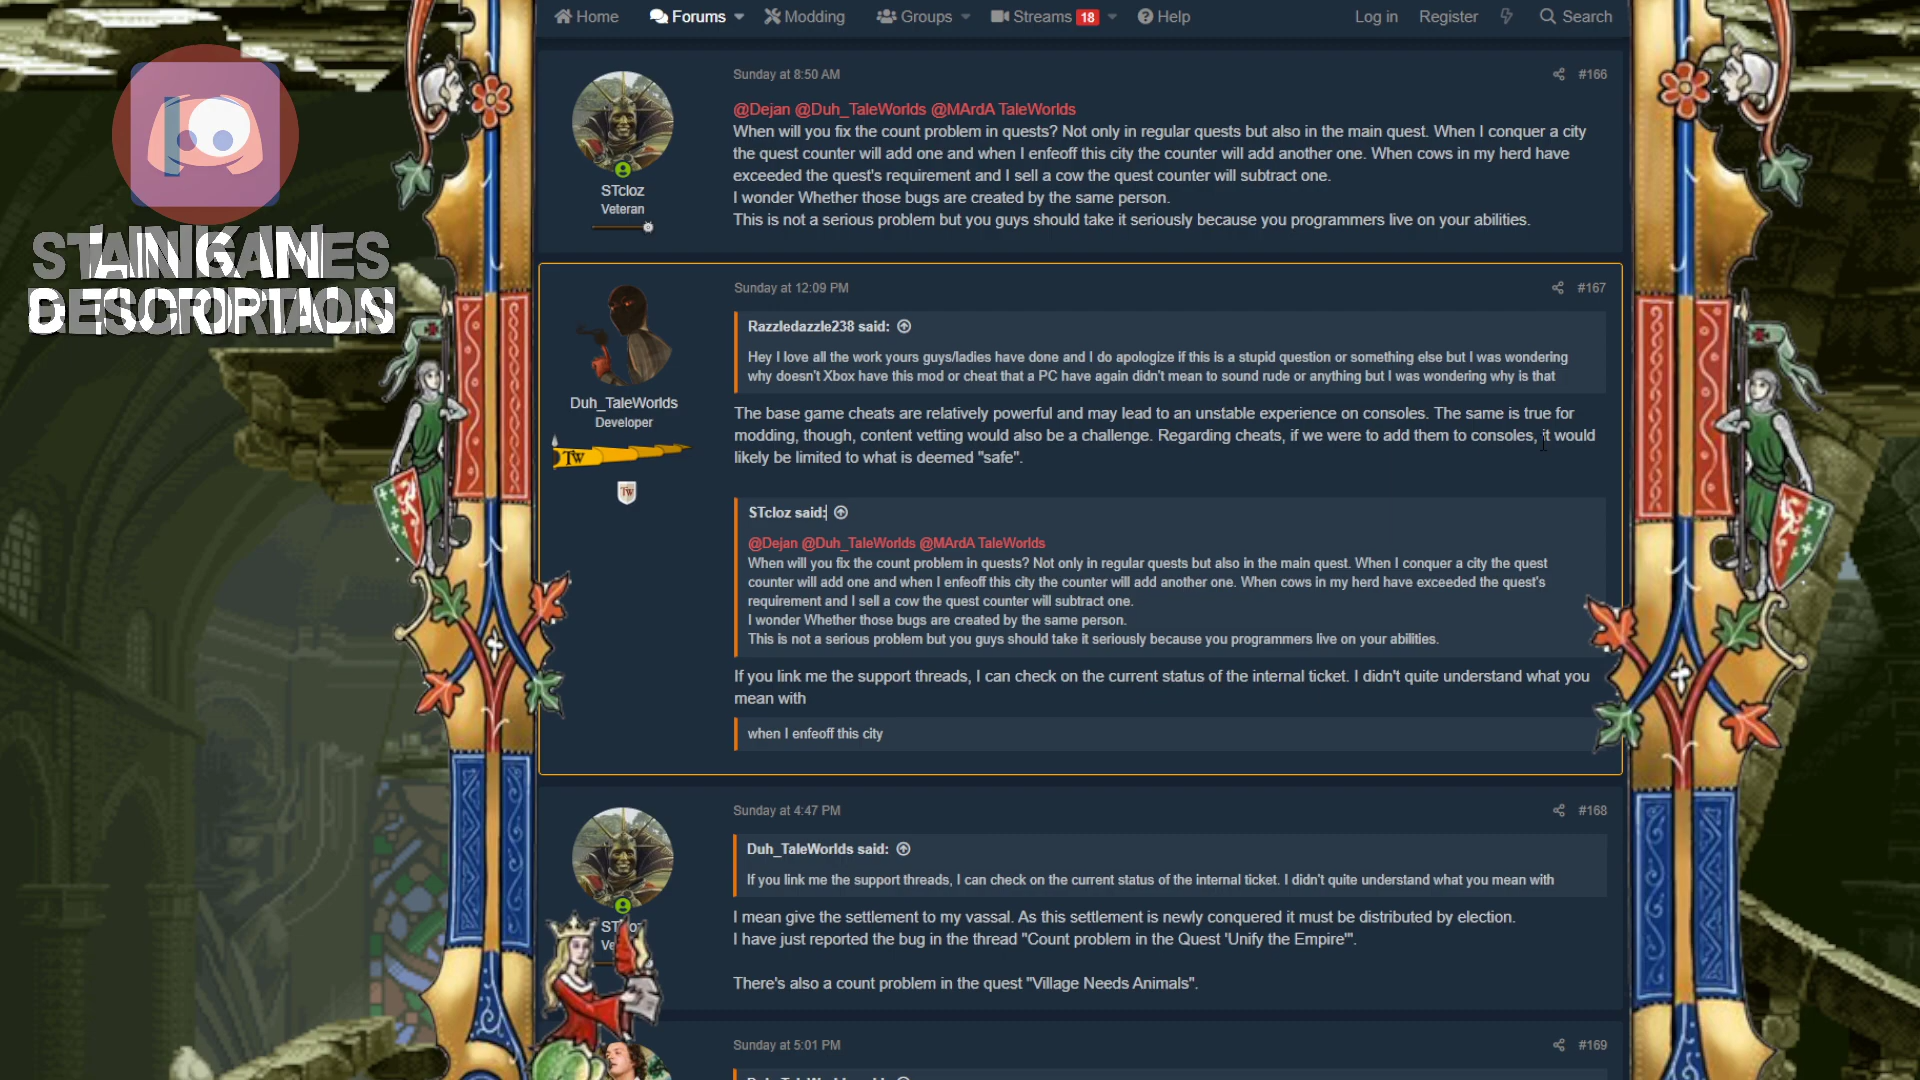 Home
Forums
Modding
Groups
Streams 18
Help
Log in
Register
Search
Sunday at 8:50 AM
#166
STcloz
Veteran
@Dejan @Duh_TaleWorlds @MArdA TaleWorlds
When will you fix the count problem in quests? Not only in regular quests but also in the main quest. When I conquer a city
the quest counter will add one and when I enfeoff this city the counter will add another one. When cows in my herd have
exceeded the quest's requirement and I sell a cow the quest counter will subtract one.
I wonder Whether those bugs are created by the same person.
This is not a serious problem but you guys should take it seriously because you programmers live on your abilities.
Sunday at 12:09 PM
#167
Duh_TaleWorlds
Developer
TW
TW
Razzledazzle238 said:
Hey I love all the work yours guys/ladies have done and I do apologize if this is a stupid question or something else but I was wondering
why doesn't Xbox have this mod or cheat that a PC have again didn't mean to sound rude or anything but I was wondering why is that
The base game cheats are relatively powerful and may lead to an unstable experience on consoles. The same is true for
modding, though, content vetting would also be a challenge. Regarding cheats, if we were to add them to consoles, it would
likely be limited to what is deemed "safe".
STcloz said:
@Dejan @Duh_TaleWorlds @MArdA TaleWorlds
When will you fix the count problem in quests? Not only in regular quests but also in the main quest. When I conquer a city the quest
counter will add one and when I enfeoff this city the counter will add another one. When cows in my herd have exceeded the quest's
requirement and I sell a cow the quest counter will subtract one.
I wonder Whether those bugs are created by the same person.
This is not a serious problem but you guys should take it seriously because you programmers live on your abilities.
If you link me the support threads, I can check on the current status of the internal ticket. I didn't quite understand what you
mean with
when I enfeoff this city
Sunday at 4:47 PM
#168
Duh_TaleWorlds said:
If you link me the support threads, I can check on the current status of the internal ticket. I didn't quite understand what you mean with
I mean give the settlement to my vassal. As this settlement is newly conquered it must be distributed by election.
I have just reported the bug in the thread "Count problem in the Quest 'Unify the Empire'".
There's also a count problem in the quest "Village Needs Animals".
Sunday at 5:01 PM
#169